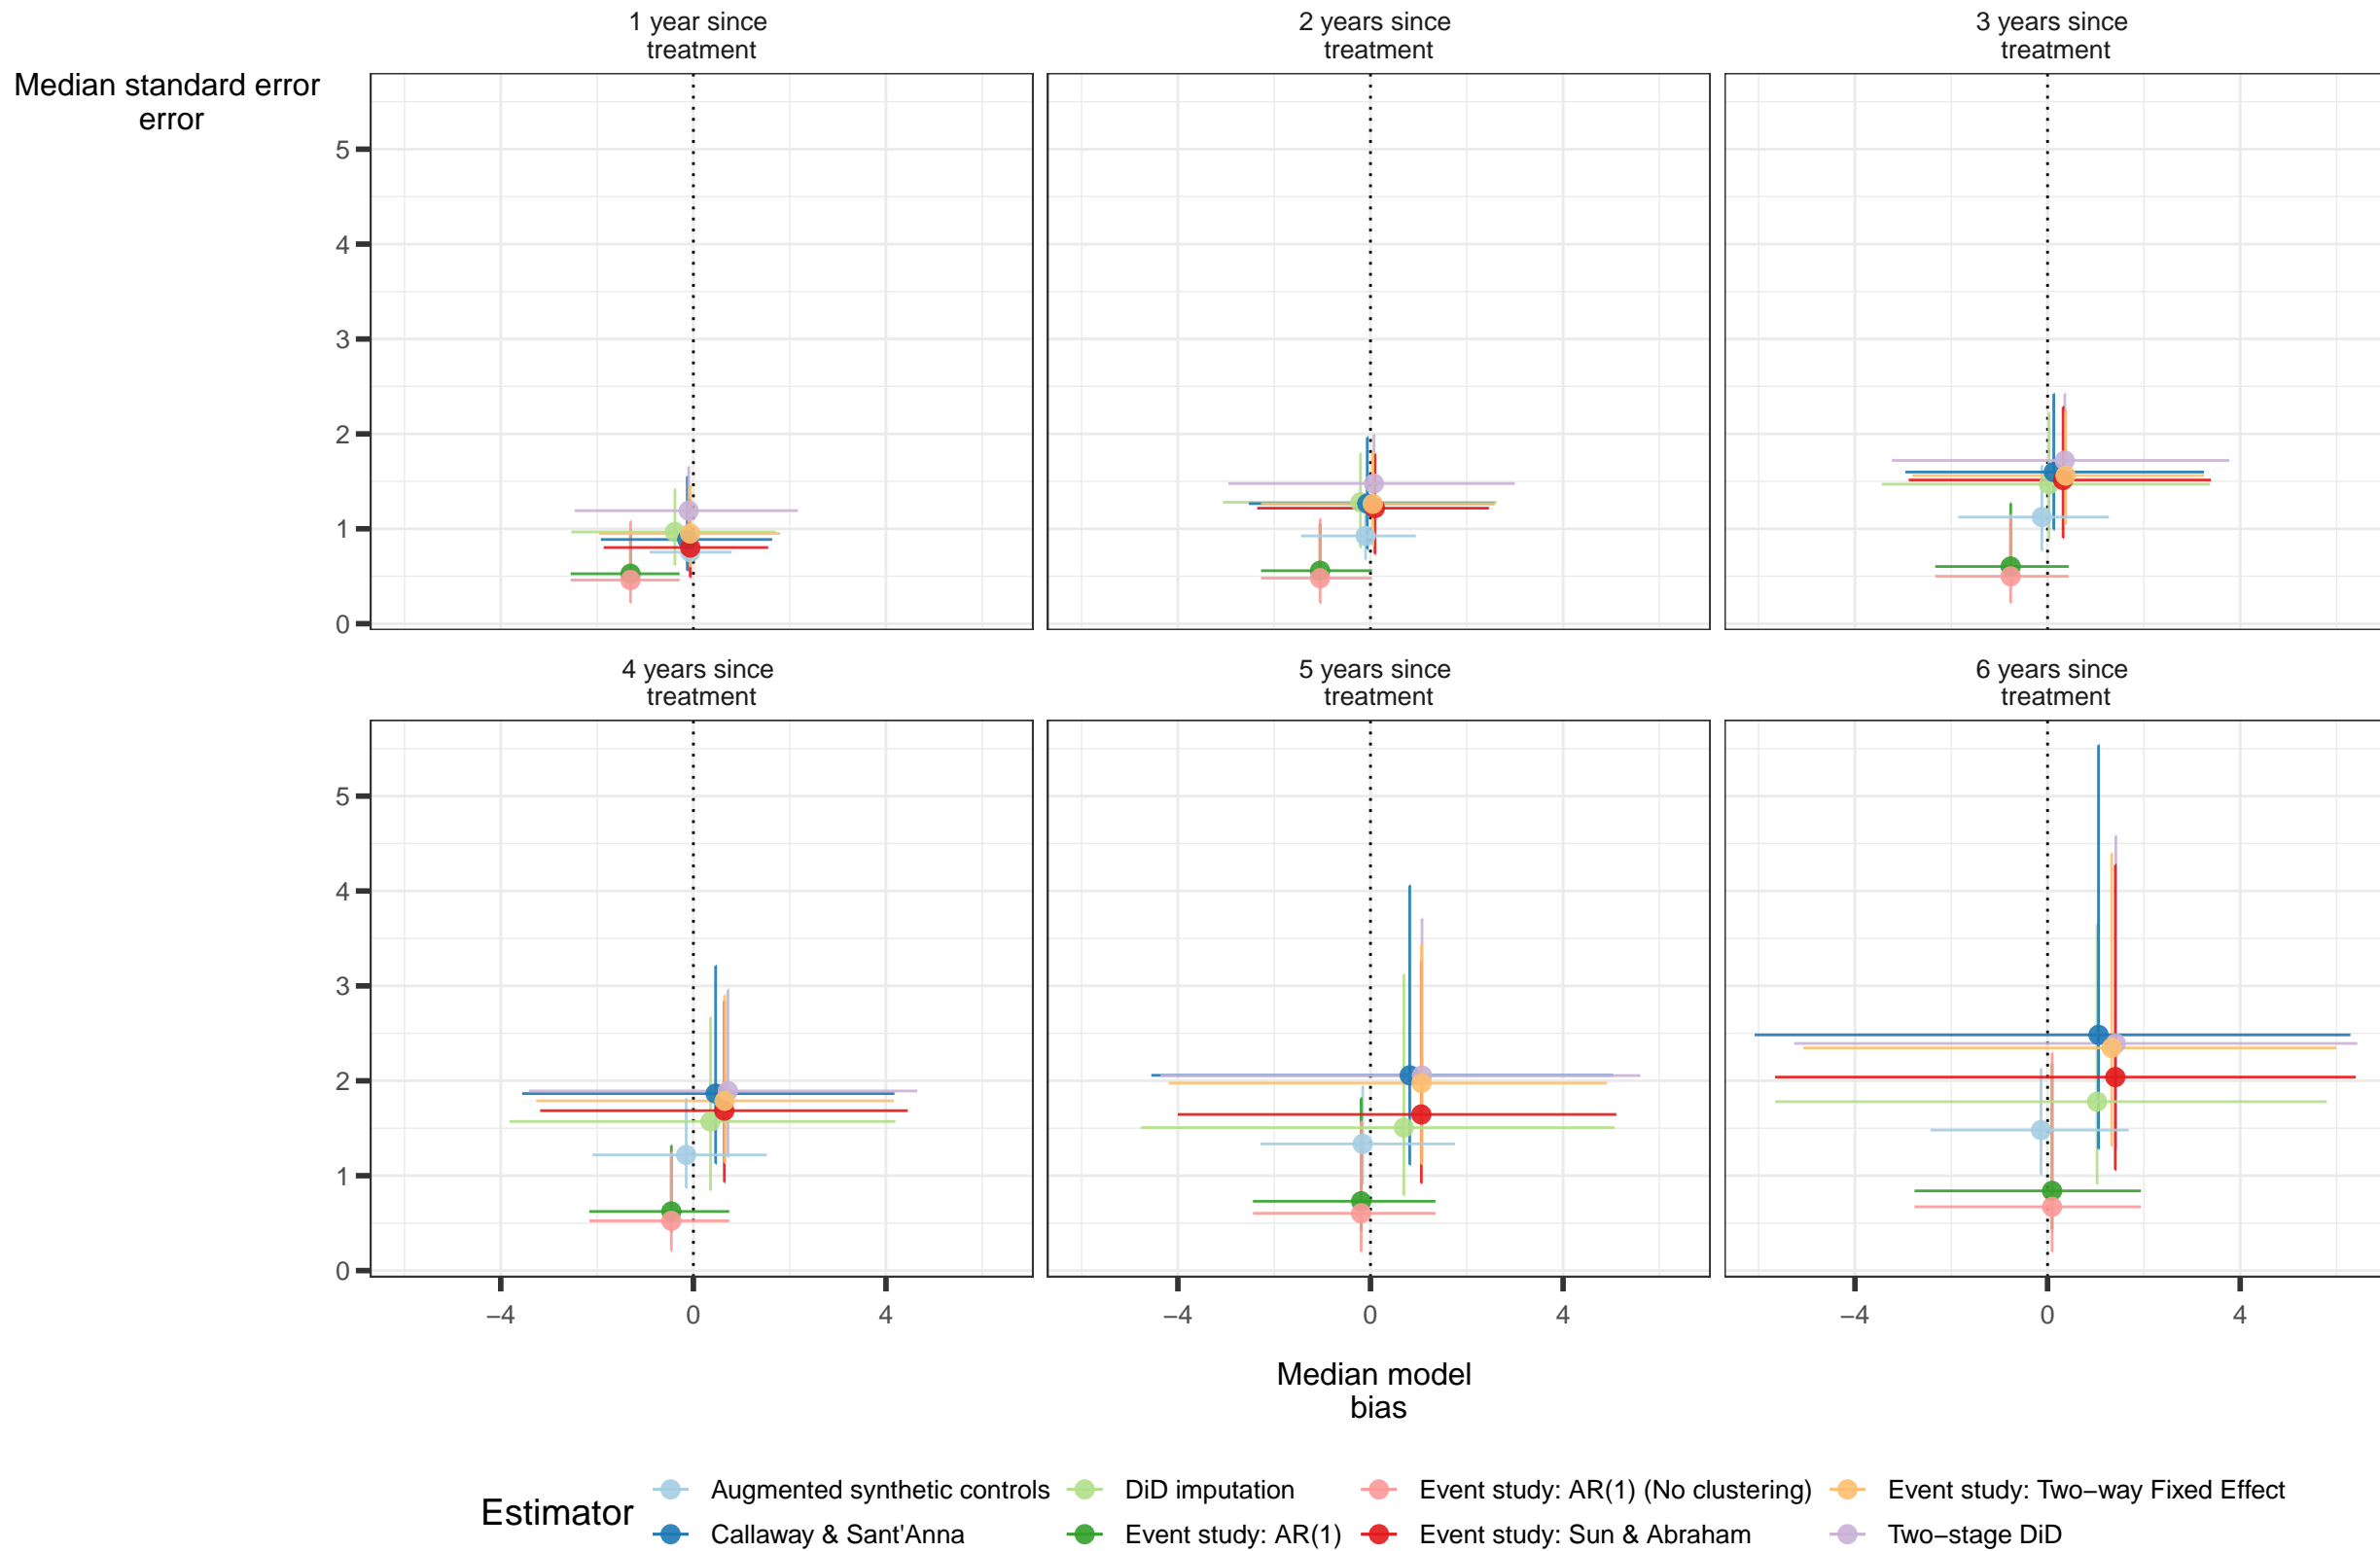 1 year since
treatment
2 years since
treatment
3 years since
treatment
Median standard error
error
5
4
3
2
1
0
4 years since
treatment
5 years since
treatment
6 years since
treatment
5
4
3
2
1
0
−4 0 4 −4 0 4 −4 0 4
Median model
bias
Estimator
Augmented synthetic controls DiD imputation Event study: AR(1) (No clustering) Event study: Two−way Fixed Effect
Callaway & Sant'Anna Event study: AR(1) Event study: Sun & Abraham Two−stage DiD